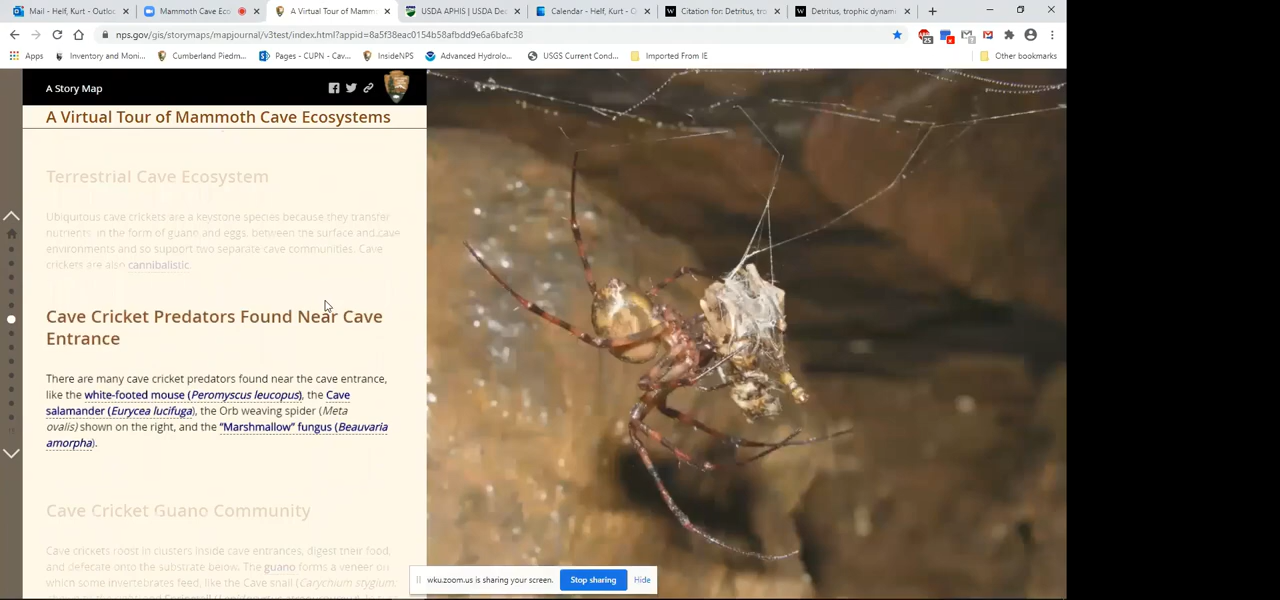 Mail - Helf, Kurt - Outloo
Mammoth Cave Eco
A Virtual Tour of Mamm
USDA APHIS | USDA De
Calendar - Helf, Kurt - O
Citation for: Detritus, tro
Detritus, trophic dynami
nps.gov/gis/storymaps/mapjournal/v3test/index.html?appid=8a5f38eac0154b58afbdd9e6a6bafc38
Apps
Inventory and Moni...
Cumberland Piedm...
Pages - CUPN - Cav...
InsideNPS
Advanced Hydrolo...
USGS Current Cond...
Imported From IE
Other bookmarks
A Story Map
A Virtual Tour of Mammoth Cave Ecosystems
Terrestrial Cave Ecosystem
Ubiquitous cave crickets are a keystone species because they transfer
nutrients, in the form of guano and eggs, between the surface and cave
environments and so support two separate cave communities. Cave
crickets are also cannibalistic.
Cave Cricket Predators Found Near Cave
Entrance
There are many cave cricket predators found near the cave entrance,
like the white-footed mouse (Peromyscus leucopus), the Cave
salamander (Eurycea lucifuga), the Orb weaving spider (Meta
ovalis) shown on the right, and the “Marshmallow” fungus (Beauvaria
amorpha).
Cave Cricket Guano Community
Cave crickets roost in clusters inside cave entrances, digest their food,
and defecate onto the substrate below. The guano forms a veneer on
which some invertebrates feed, like the Cave snail (Carychium stygium;
wku.zoom.us is sharing your screen.
Stop sharing
Hide